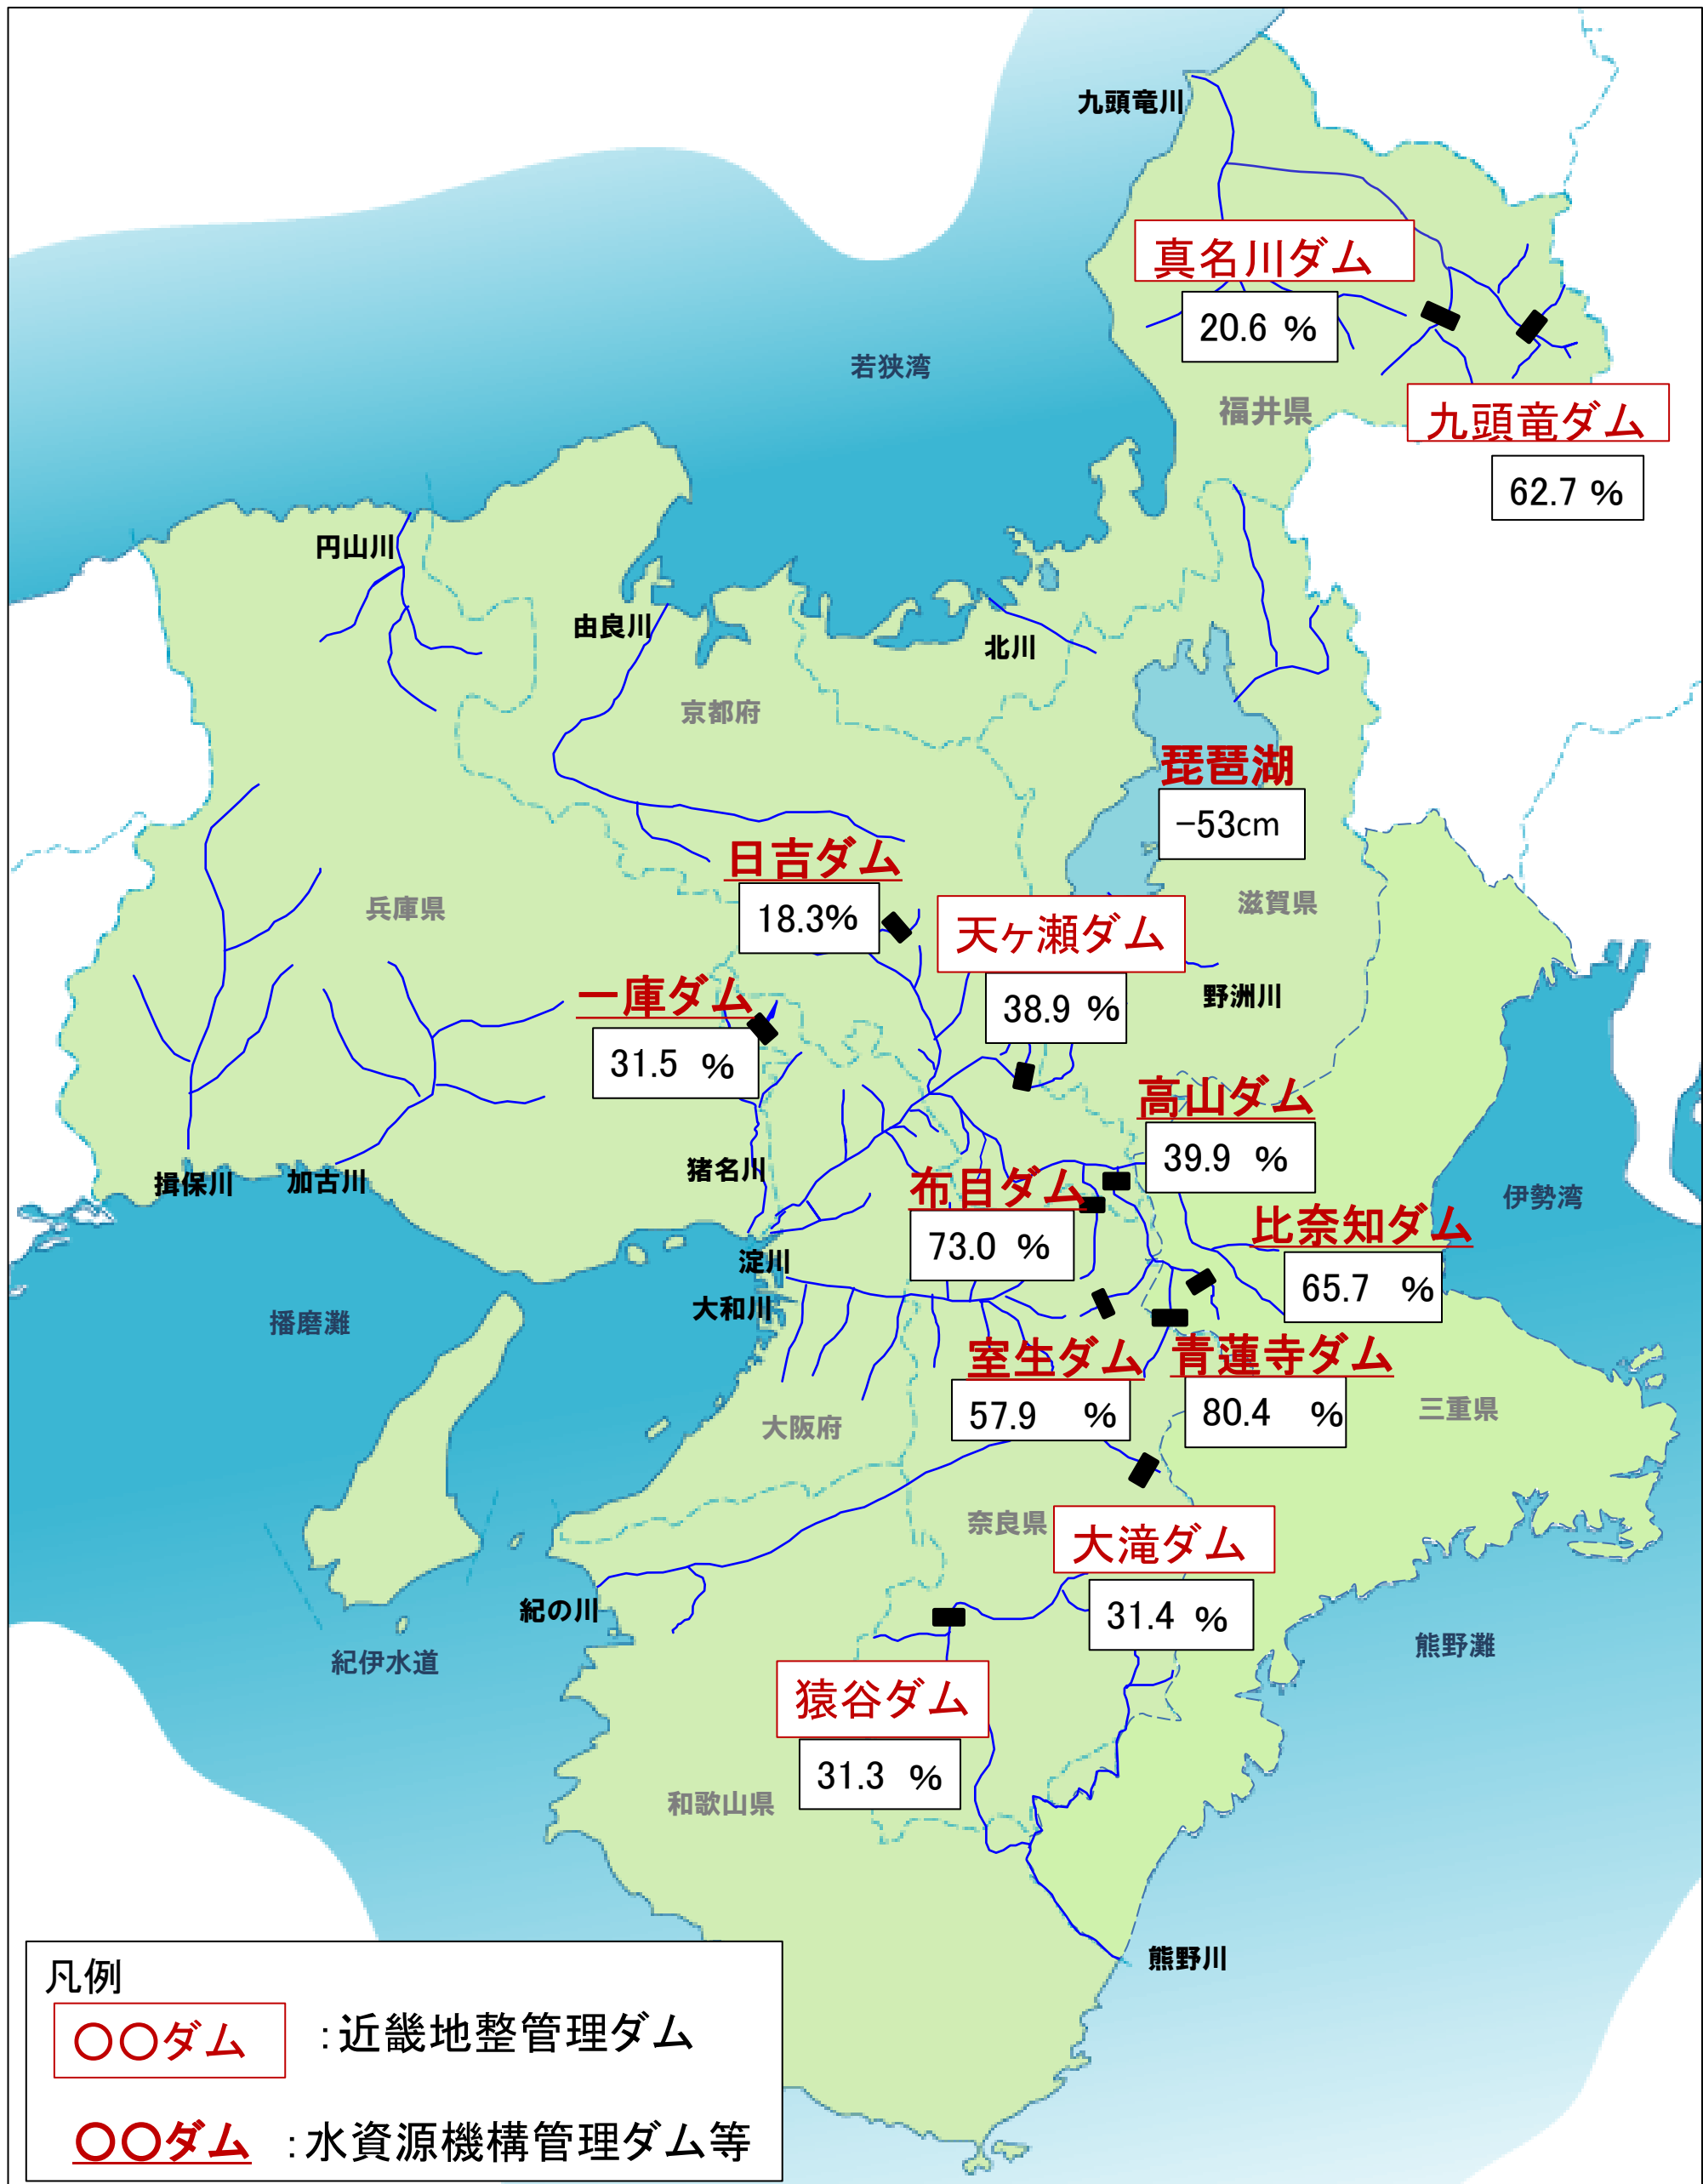 九頭竜川
真名川ダム
20.6 %
若狭湾
福井県
九頭竜ダム
62.7 %
円山川
由良川
北川
京都府
琵琶湖
−53cm
日吉ダム
18.3%
兵庫県
滋賀県
天ヶ瀬ダム
38.9 %
野洲川
一庫ダム
31.5 %
高山ダム
39.9 %
猪名川
揖保川
加古川
布目ダム
73.0 %
伊勢湾
比奈知ダム
65.7 %
淀川
大和川
播磨灘
室生ダム
57.9 %
青蓮寺ダム
80.4 %
三重県
大阪府
奈良県
大滝ダム
31.4 %
紀の川
紀伊水道
熊野灘
猿谷ダム
31.3 %
和歌山県
熊野川
凡例
〇〇ダム :近畿地整管理ダム
〇〇ダム :水資源機構管理ダム等